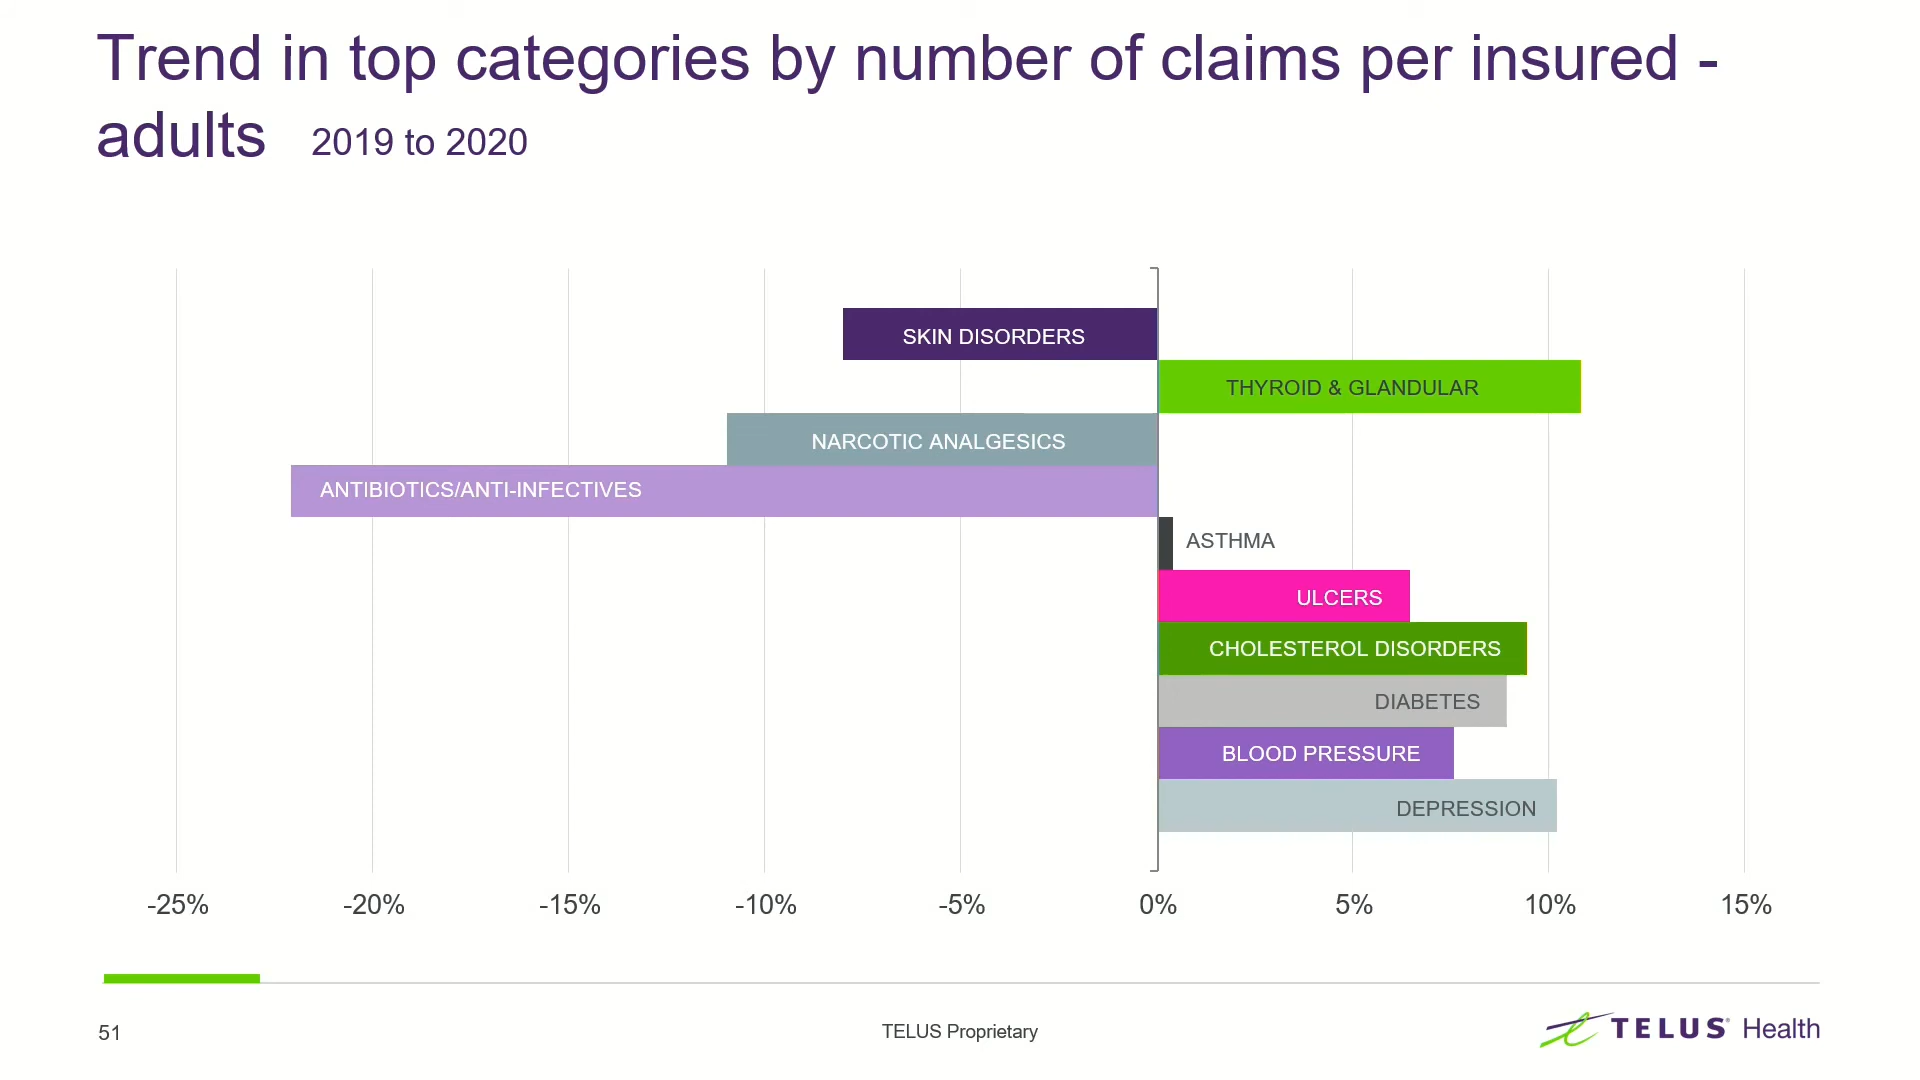 Trend in top categories by number of claims per insured -
adults 2019 to 2020
SKIN DISORDERS
THYROID & GLANDULAR
NARCOTIC ANALGESICS
ANTIBIOTICS/ANTI-INFECTIVES
ASTHMA
ULCERS
CHOLESTEROL DISORDERS
DIABETES
BLOOD PRESSURE
DEPRESSION
-25% -20% -15% -10% -5% 0% 5% 10% 15%
51 TELUS Proprietary TELUS® Health